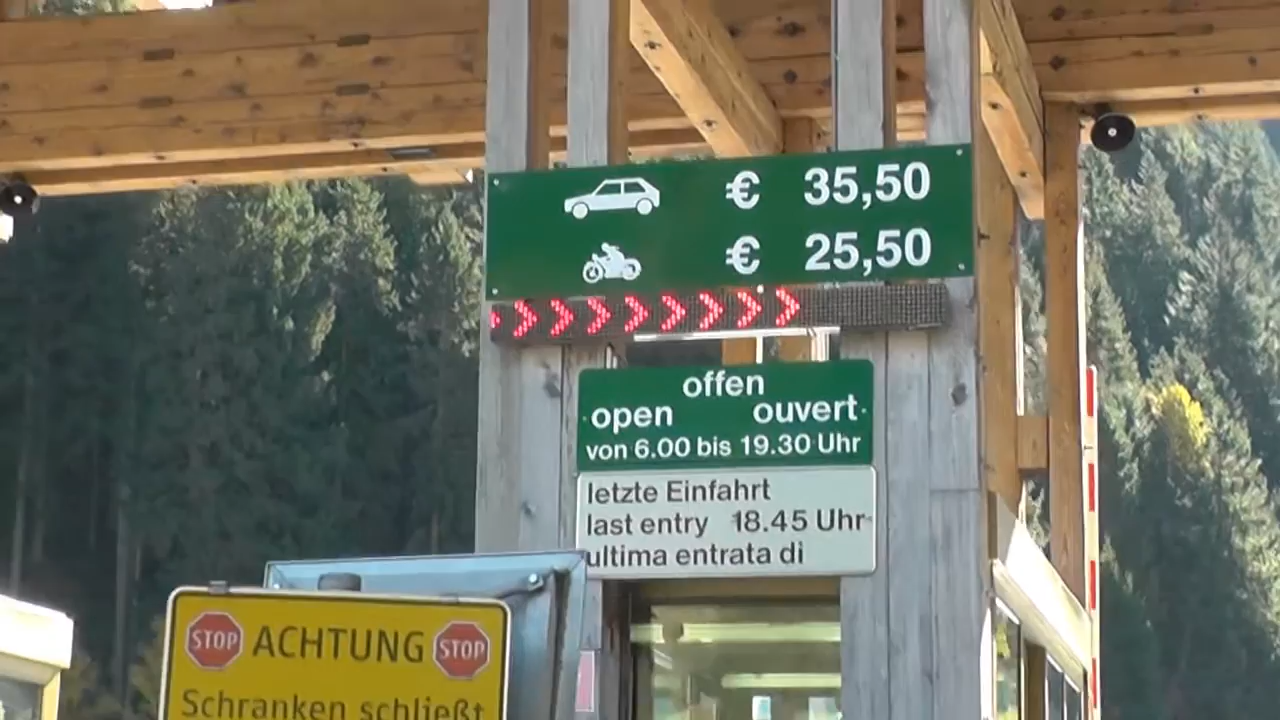 € 35,50
€ 25,50
offen
open ouvert
von 6.00 bis 19.30 Uhr
letzte Einfahrt
last entry 18.45 Uhr
ultima entrata di
STOP ACHTUNG STOP
Schranken schließt